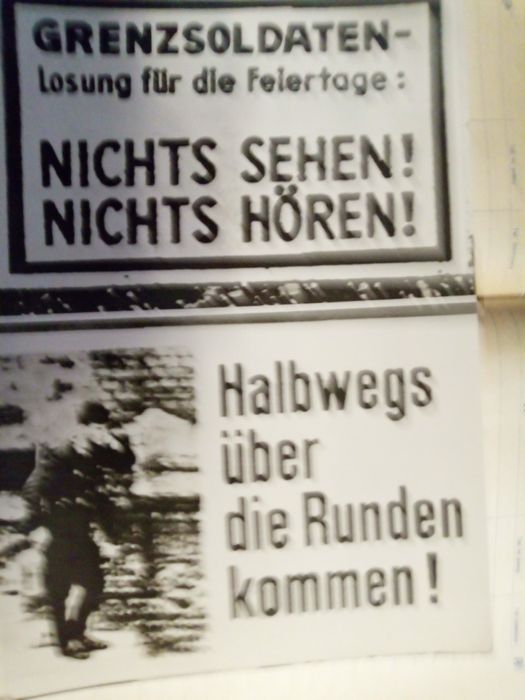 GRENZSOLDATEN-
Losung für die Feiertage:
NICHTS SEHEN!
NICHTS HÖREN!
Halbwegs
über
die Runden
kommen!